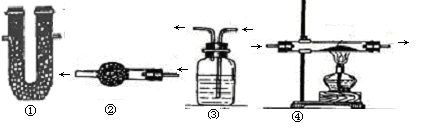 ① ② ③ ④